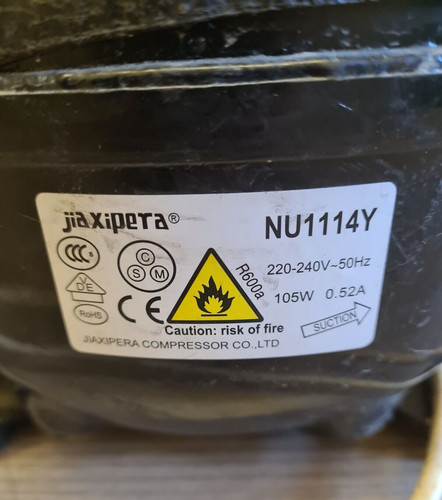 jiaxipera®
NU1114Y
CCC
C
S M
R600a
220-240V~50Hz
DE
CE
105W 0.52A
RoHS
SUCTION
Caution: risk of fire
JIAXIPERA COMPRESSOR CO.,LTD